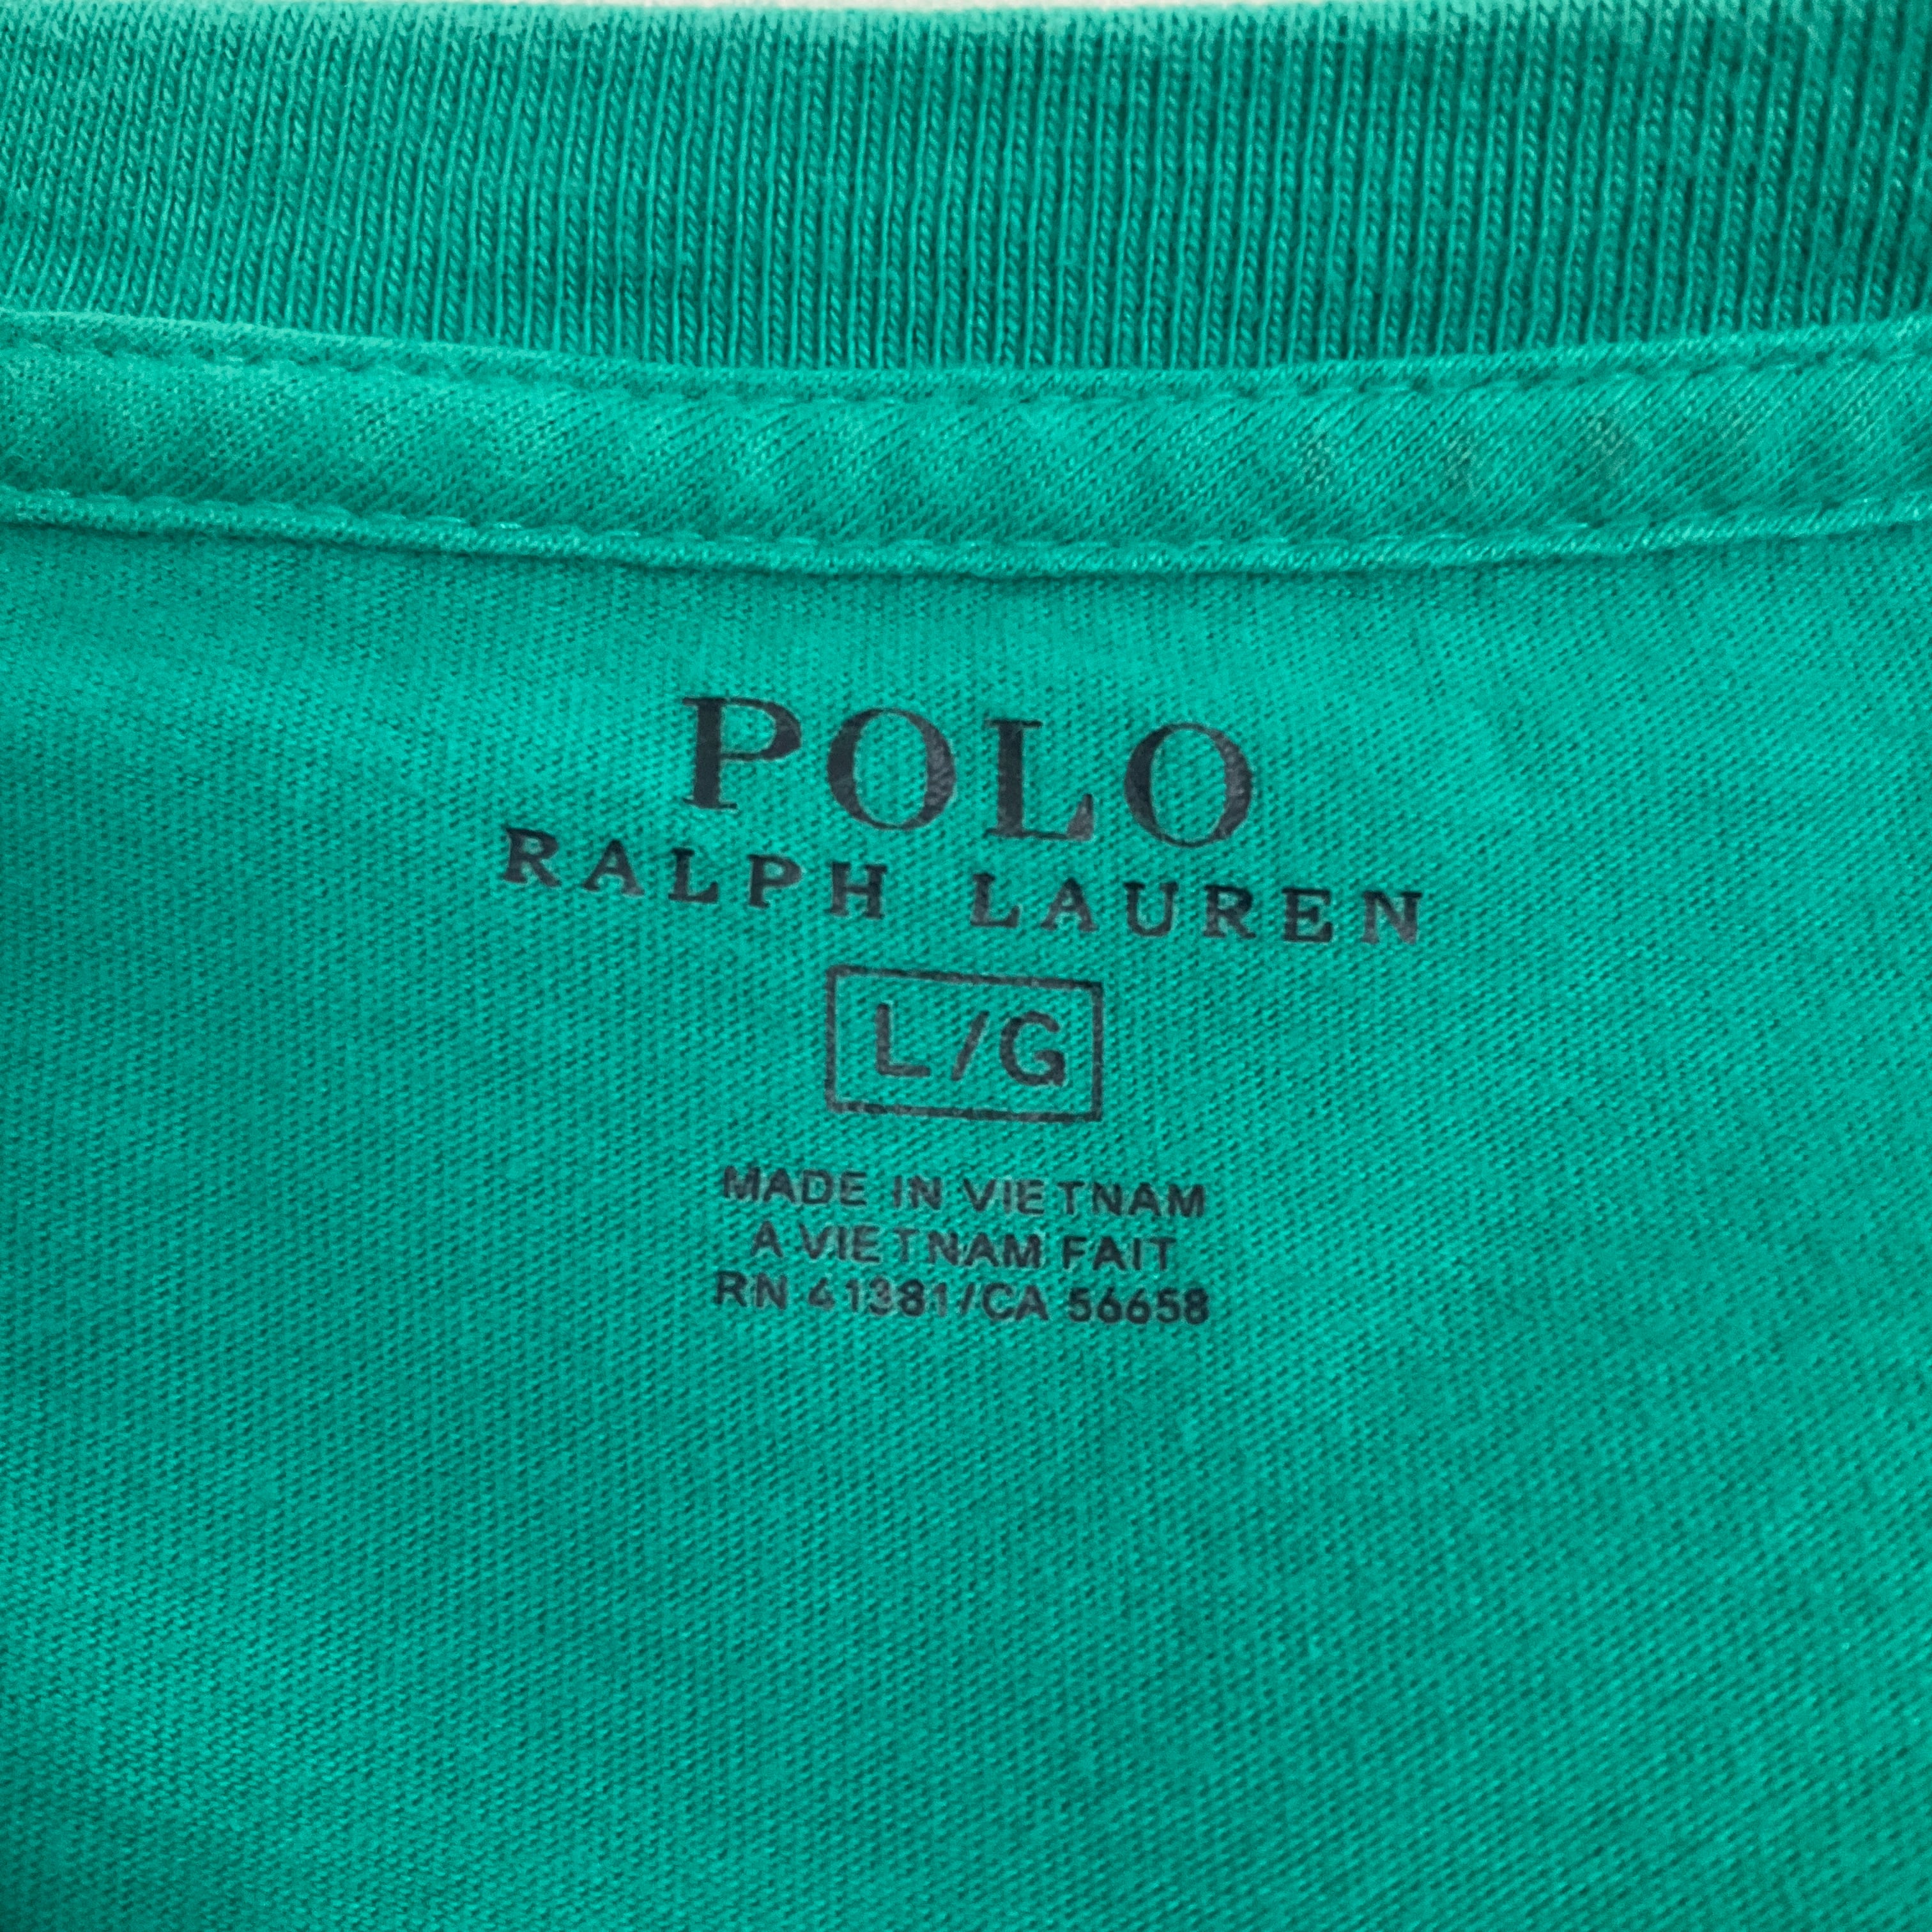 POLO
RALPH LAUREN
L/G
MADE IN VIETNAM
A VIETNAM FAIT
RN 41381/CA 56658